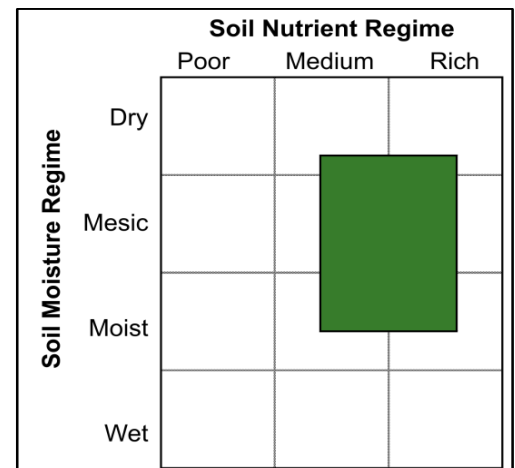 Soil Nutrient Regime
Poor Medium Rich
Soil Moisture Regime
Dry
Mesic
Moist
Wet